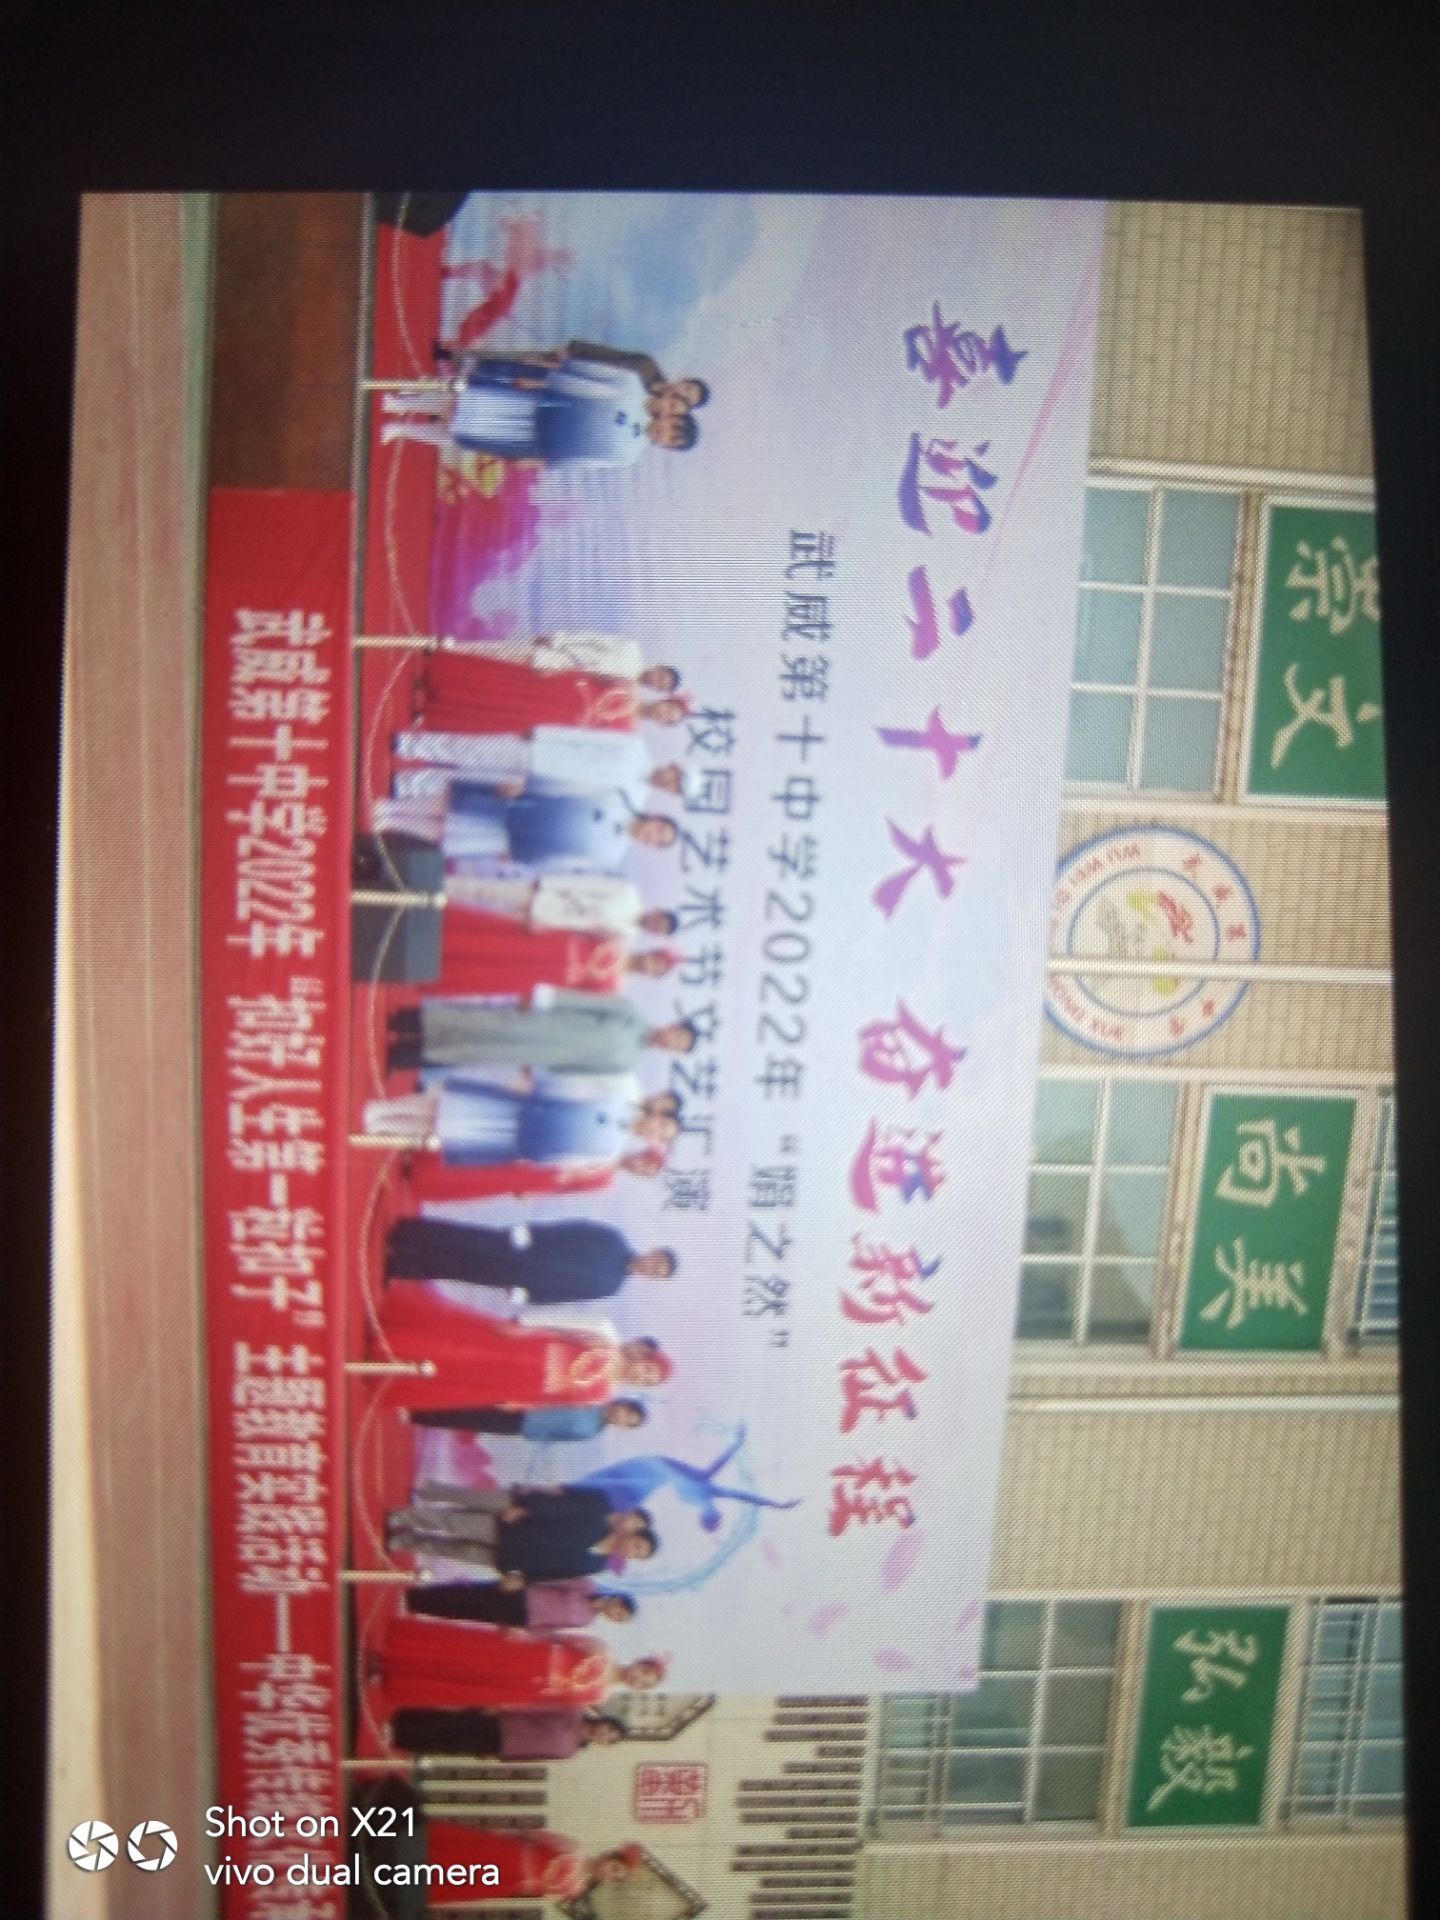 崇文
尚美
弘毅
喜迎二十大 奋进新征程
武威第十中学2022年“娟之然”
校园艺术节文艺汇演
武威第十中学2022年“扣好人生第一粒扣子”主题教育实践活动——中华优秀传
Shot on X21
vivo dual camera